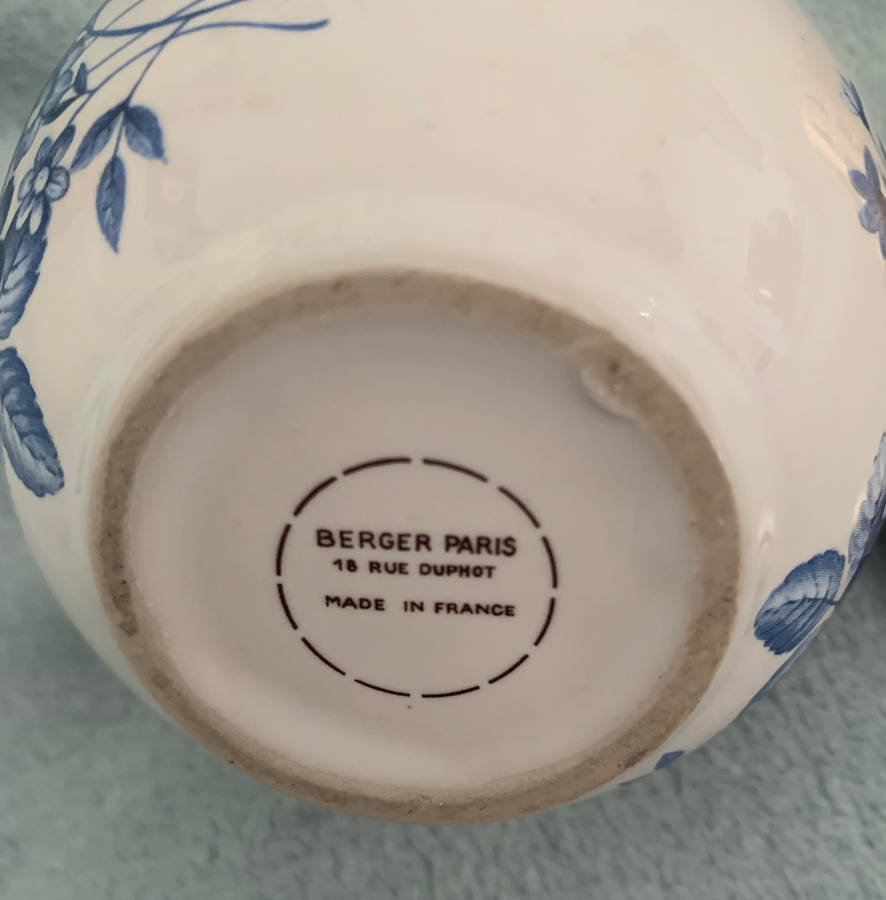 BERGER PARIS
18 RUE DUPHOT
MADE IN FRANCE